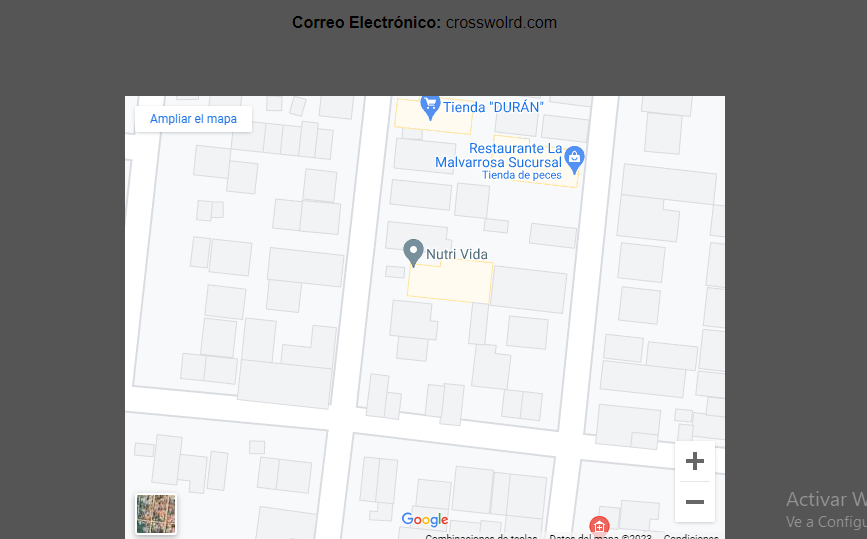 Correo Electrónico: crosswolrd.com
Ampliar el mapa
Tienda "DURÁN"
Restaurante La
Malvarrosa Sucursal
Tienda de peces
Nutri Vida
Google
Combinaciones de teclas
Datos del mapa ©2023
Condiciones
Activar W
Ve a Configu